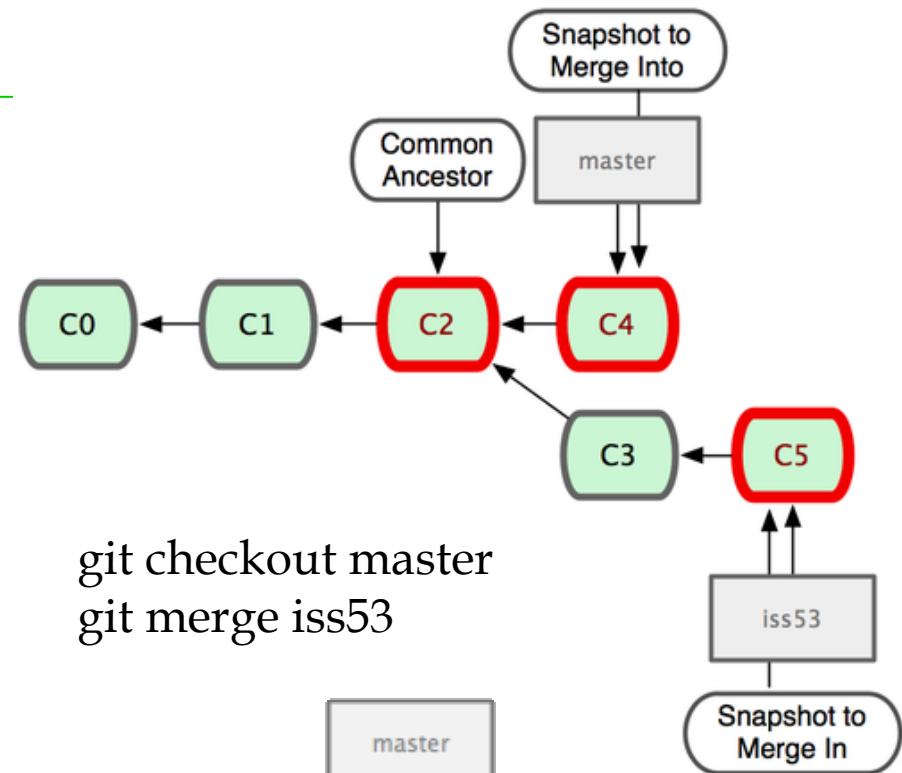 Snapshot to
Merge Into
Common
Ancestor
master
C0
C1
C2
C4
C3
C5
git checkout master
git merge iss53
iss53
master
Snapshot to
Merge In